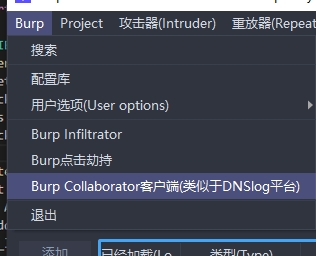 Burp Project 攻击器(Intruder) 重放器(Repeat
搜索
配置库
用户选项(User options)
Burp Infiltrator
Burp点击劫持
Burp Collaborator客户端(类似于DNSlog平台)
退出
添加 已经加载(Lo 类型(Type)